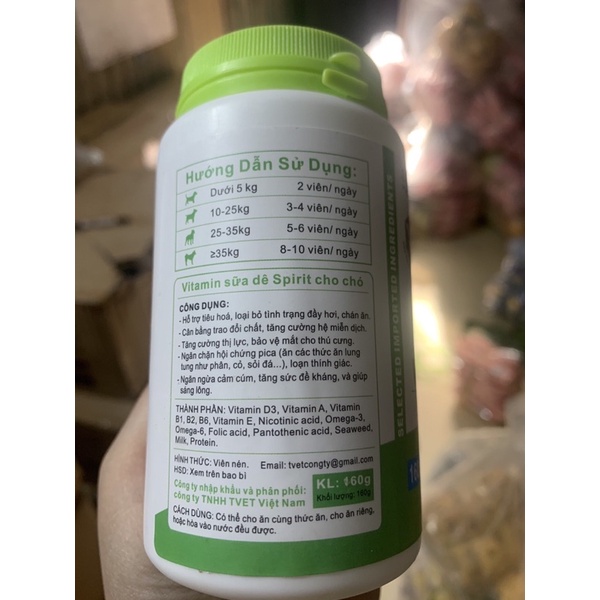 Hướng Dẫn Sử Dụng:
Dưới 5 kg 2 viên/ ngày
10-25kg 3-4 viên/ ngày
25-35kg 5-6 viên/ ngày
≥35kg 8-10 viên/ ngày
Vitamin sữa dê Spirit cho chó
CÔNG DỤNG:
- Hỗ trợ tiêu hoá, loại bỏ tình trạng đầy hơi, chán ăn.
- Cân bằng trao đổi chất, tăng cường hệ miễn dịch.
- Tăng cường thị lực, bảo vệ mắt cho thú cưng.
- Ngăn chặn hội chứng pica (ăn các thức ăn lung
tung như phân, cỏ, sỏi đá...), loạn thính giác.
- Ngăn ngừa cảm cúm, tăng sức đề kháng, và giúp
sáng lông.
THÀNH PHẦN: Vitamin D3, Vitamin A, Vitamin
B1, B2, B6, Vitamin E, Nicotinic acid, Omega-3,
Omega-6, Folic acid, Pantothenic acid, Seaweed,
Milk, Protein.
HÌNH THỨC: Viên nén. Email: tvetcongty@gmail.com
HSD: Xem trên bao bì
Công ty nhập khẩu và phân phối:
công ty TNHH TVET Việt Nam
KL: 160g
Khối lượng: 160g
CÁCH DÙNG: Có thể cho ăn cùng thức ăn, cho ăn riêng,
hoặc hòa vào nước đều được.
SELECTED IMPORTED INGREDIENTS